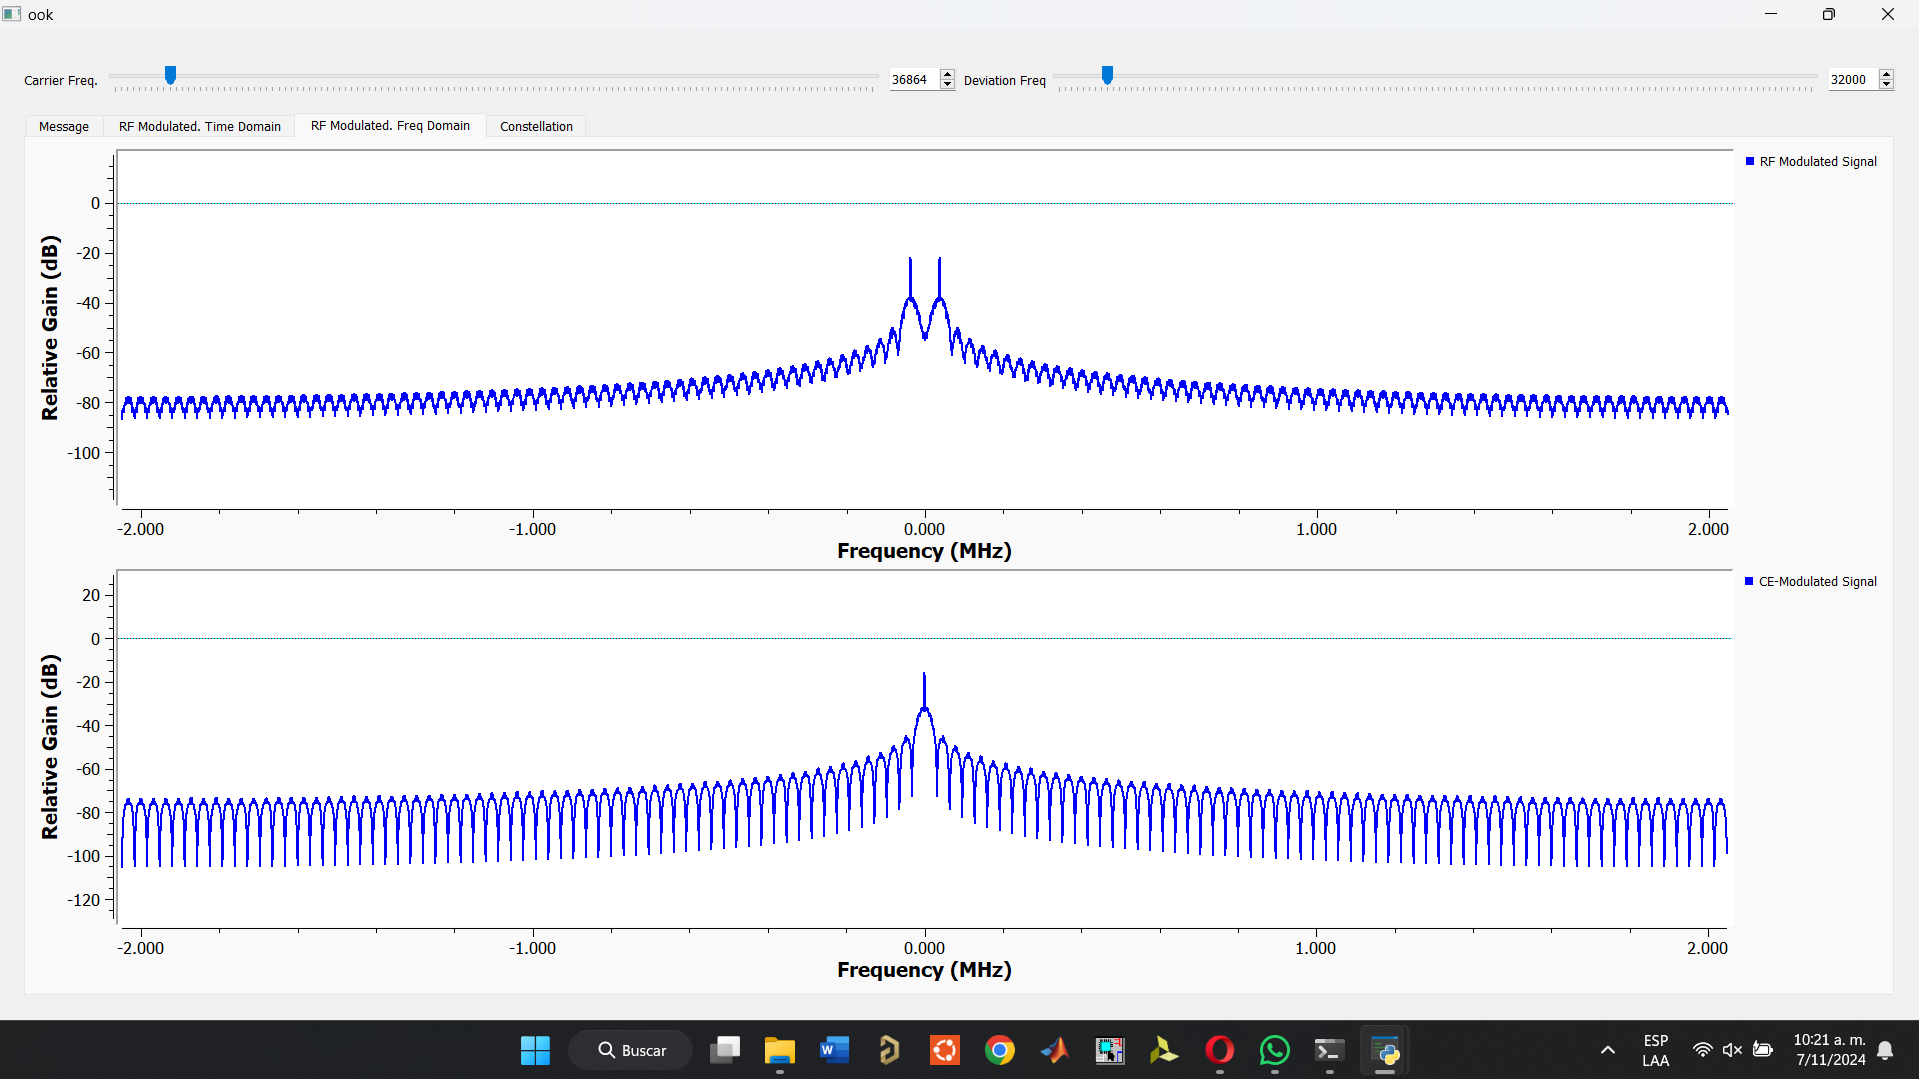 ook
Carrier Freq. 36864 Deviation Freq 32000
Message RF Modulated. Time Domain RF Modulated. Freq Domain Constellation
RF Modulated Signal
0
-20
-40
-60
-80
-100
Relative Gain (dB)
-2.000 -1.000 0.000 1.000 2.000
Frequency (MHz)
CE-Modulated Signal
20
0
-20
-40
-60
-80
-100
-120
Relative Gain (dB)
-2.000 -1.000 0.000 1.000 2.000
Frequency (MHz)
Buscar
W
ESP
LAA
10:21 a. m.
7/11/2024